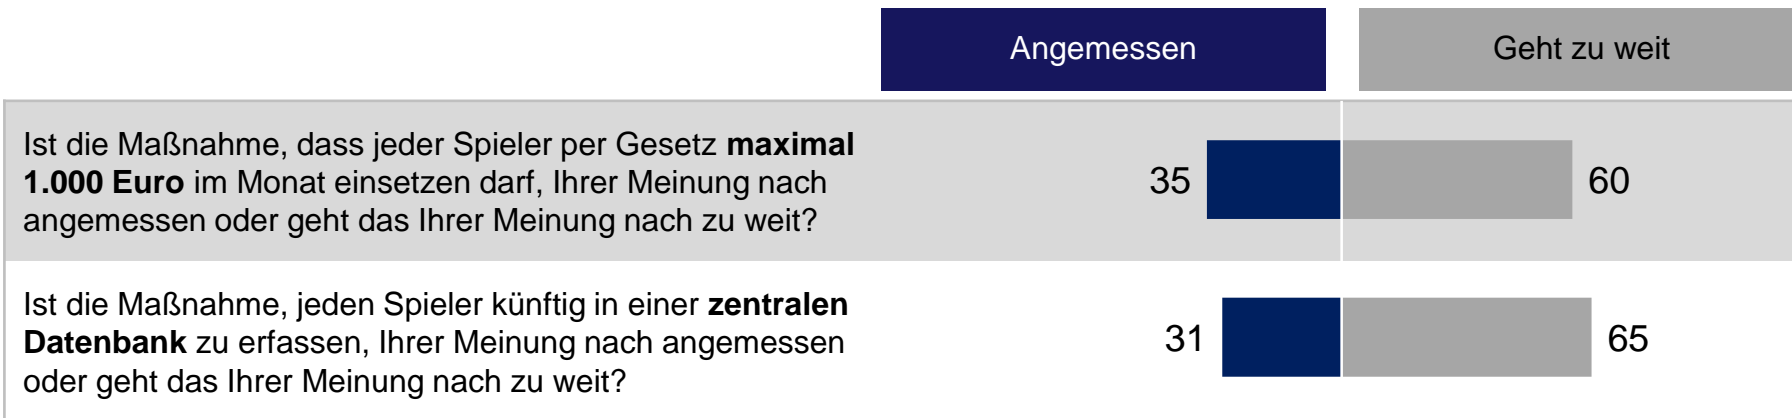 Angemessen
Geht zu weit
Ist die Maßnahme, dass jeder Spieler per Gesetz maximal
1.000 Euro im Monat einsetzen darf, Ihrer Meinung nach
angemessen oder geht das Ihrer Meinung nach zu weit?
35
60
Ist die Maßnahme, jeden Spieler künftig in einer zentralen
Datenbank zu erfassen, Ihrer Meinung nach angemessen
oder geht das Ihrer Meinung nach zu weit?
31
65